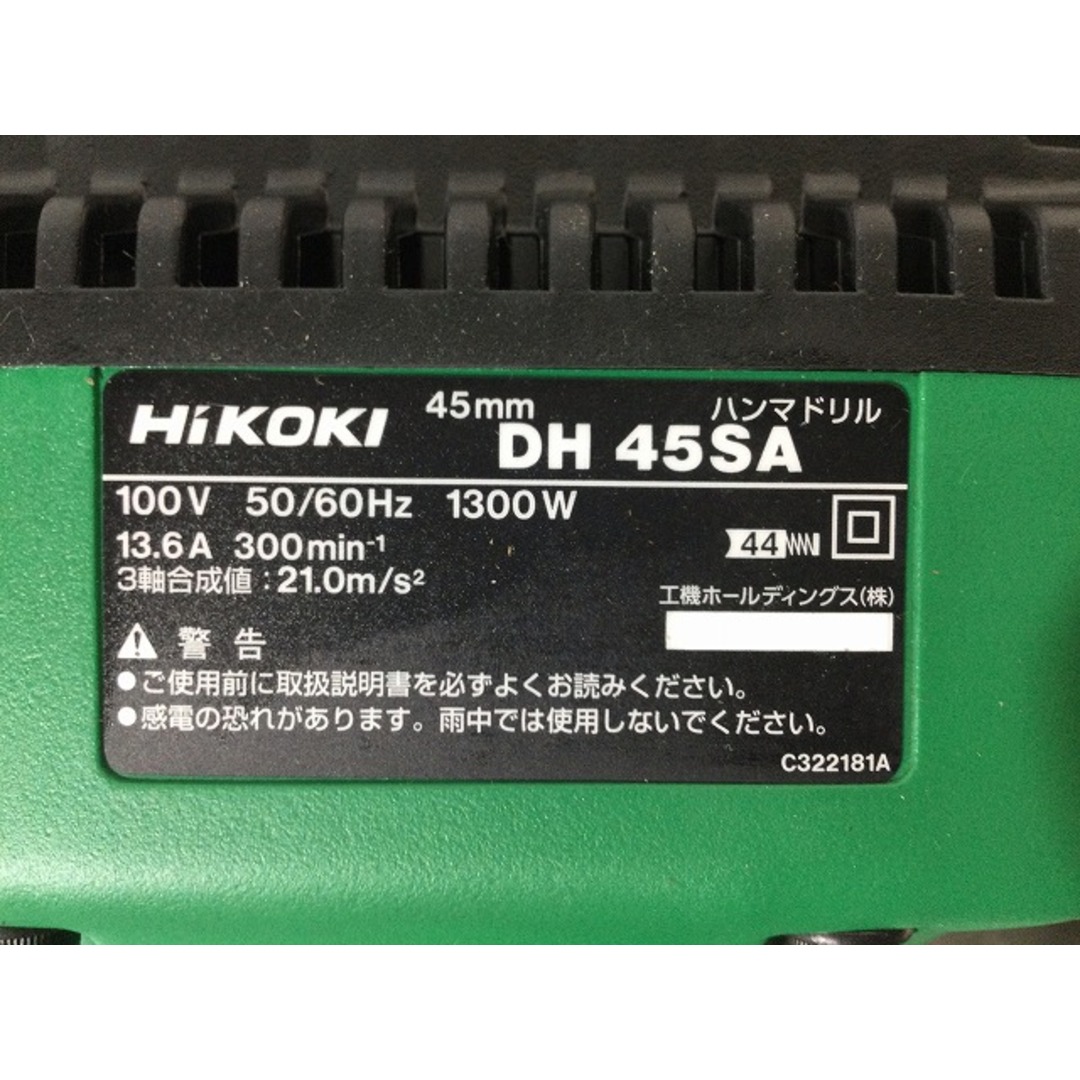 HiKOKI 45mm ハンマドリル
DH 45SA
100V 50/60Hz 1300W
13.6A 300min⁻¹
44
3軸合成値：21.0m/s²
工機ホールディングス(株)
警告
●ご使用前に取扱説明書を必ずよくお読みください。
●感電の恐れがあります。雨中では使用しないでください。
C322181A